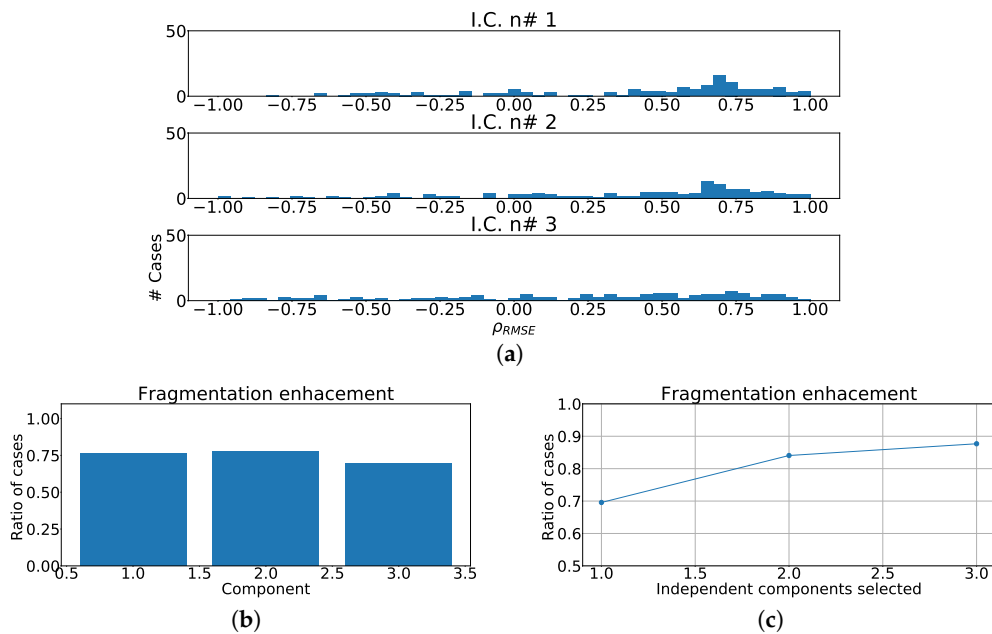 I.C. n# 1
50
0
−1.00 −0.75 −0.50 −0.25 0.00 0.25 0.50 0.75 1.00
I.C. n# 2
50
0
−1.00 −0.75 −0.50 −0.25 0.00 0.25 0.50 0.75 1.00
I.C. n# 3
50
0
# Cases
−1.00 −0.75 −0.50 −0.25 0.00 0.25 0.50 0.75 1.00
ρRMSE
(a)
Fragmentation enhacement
1.00
0.75
0.50
0.25
0.00
Ratio of cases
0.5 1.0 1.5 2.0 2.5 3.0 3.5
Component
(b)
Fragmentation enhacement
1.0
0.9
0.8
0.7
0.6
0.5
Ratio of cases
1.0 1.5 2.0 2.5 3.0
Independent components selected
(c)